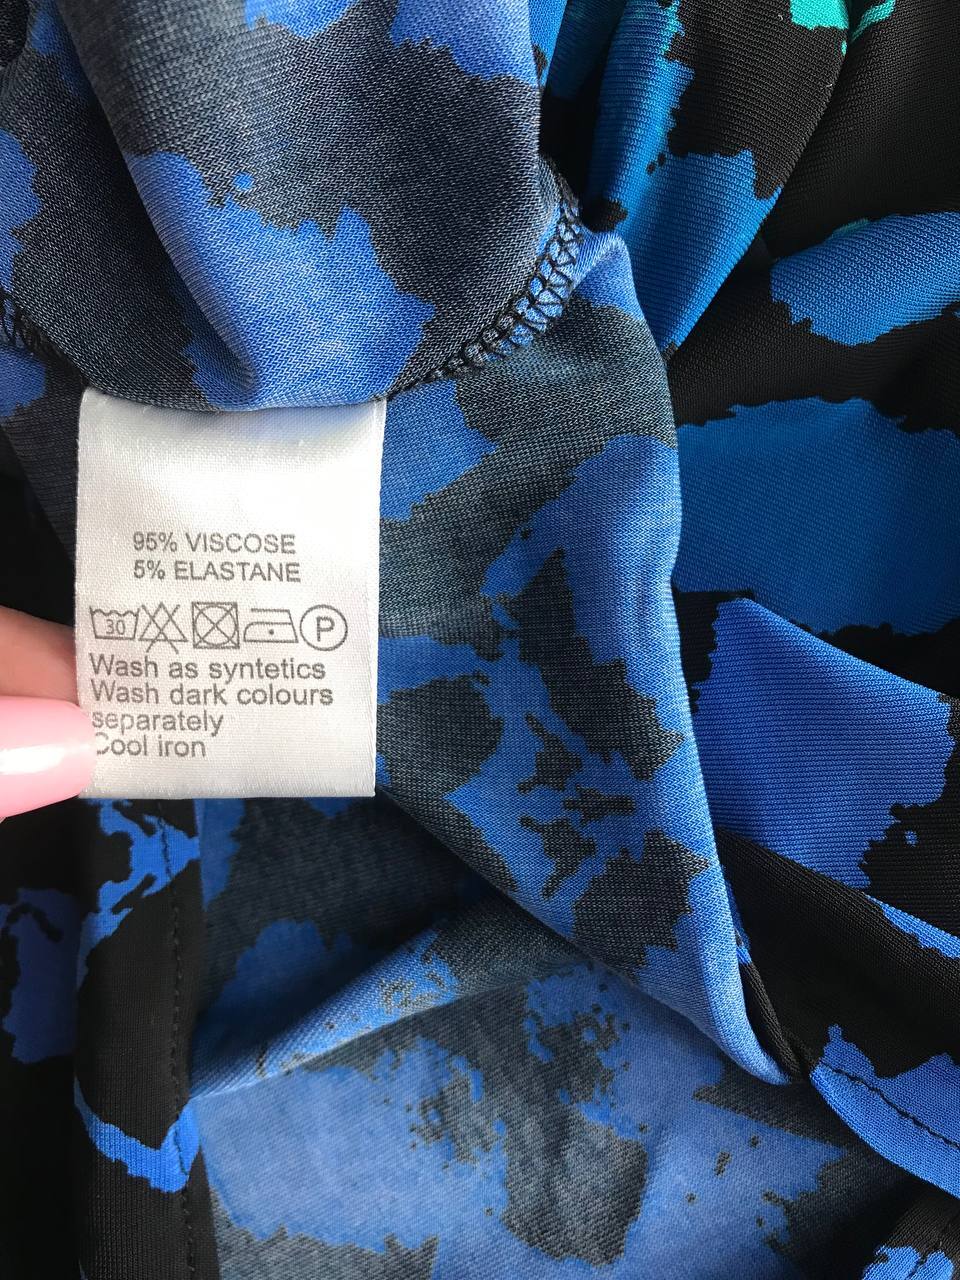 95% VISCOSE
5% ELASTANE
30 P
Wash as syntetics
Wash dark colours
separately
Cool iron